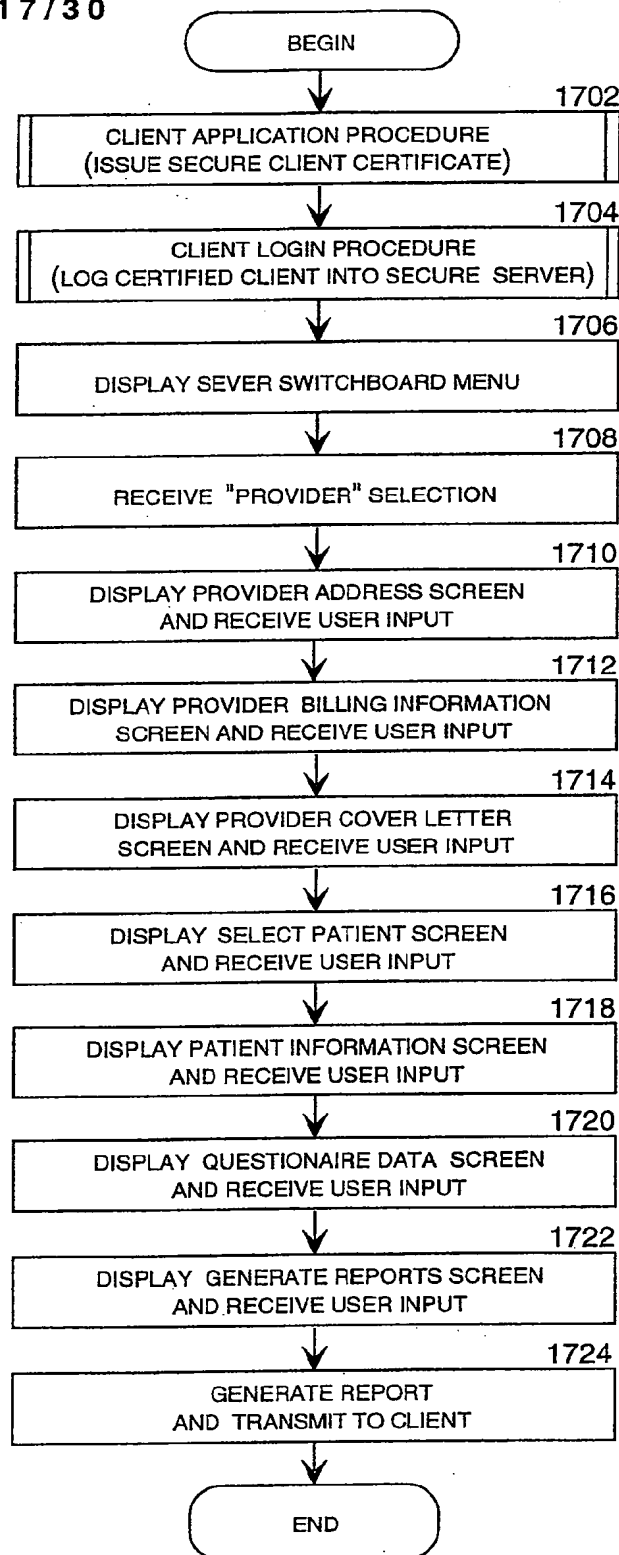 17/30
BEGIN
1702
CLIENT APPLICATION PROCEDURE
(ISSUE SECURE CLIENT CERTIFICATE)
1704
CLIENT LOGIN PROCEDURE
(LOG CERTIFIED CLIENT INTO SECURE SERVER)
1706
DISPLAY SEVER SWITCHBOARD MENU
1708
RECEIVE "PROVIDER" SELECTION
1710
DISPLAY PROVIDER ADDRESS SCREEN
AND RECEIVE USER INPUT
1712
DISPLAY PROVIDER BILLING INFORMATION
SCREEN AND RECEIVE USER INPUT
1714
DISPLAY PROVIDER COVER LETTER
SCREEN AND RECEIVE USER INPUT
1716
DISPLAY SELECT PATIENT SCREEN
AND RECEIVE USER INPUT
1718
DISPLAY PATIENT INFORMATION SCREEN
AND RECEIVE USER INPUT
1720
DISPLAY QUESTIONAIRE DATA SCREEN
AND RECEIVE USER INPUT
1722
DISPLAY GENERATE REPORTS SCREEN
AND RECEIVE USER INPUT
1724
GENERATE REPORT
AND TRANSMIT TO CLIENT
END